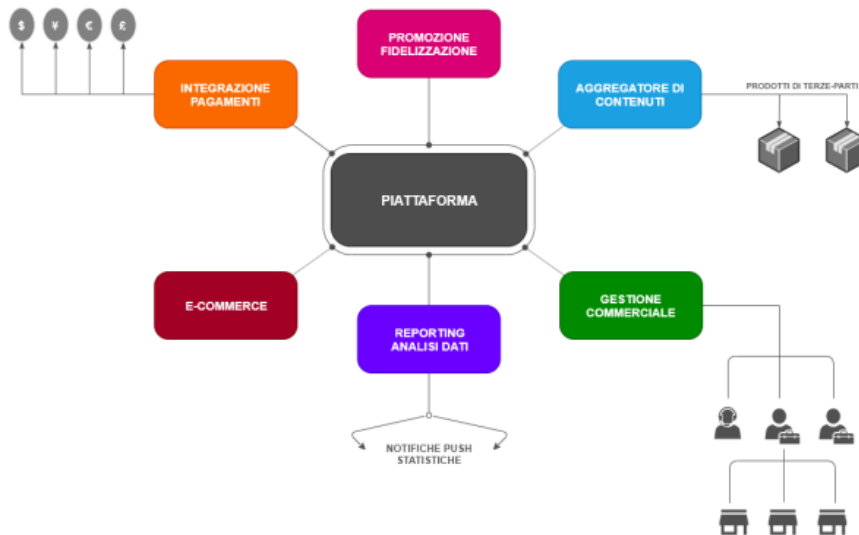 $ ¥ € £
PROMOZIONE
FIDELIZZAZIONE
INTEGRAZIONE
PAGAMENTI
AGGREGATORE DI
CONTENUTI
PRODOTTI DI TERZE-PARTI
PIATTAFORMA
E-COMMERCE
GESTIONE
COMMERCIALE
REPORTING
ANALISI DATI
NOTIFICHE PUSH
STATISTICHE